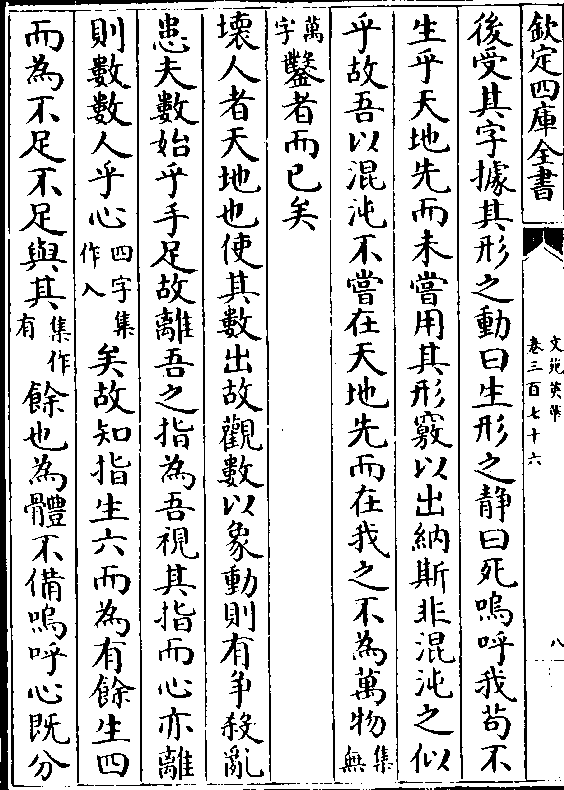 欽定四庫全書
文苑英華
卷三百七十六
八
後受其字據其形之動曰生形之静曰死嗚呼我苟不
生乎天地先而未嘗用其形竅以出納斯非混沌之似
乎故吾以混沌不嘗在天地先而在我之不為萬物集無
萬字鑿者而已矣
壞人者天地也使其數出故觀數以象動則有争殺亂
患夫數始乎手足故離吾之指為吾視其指而心亦離
則數數人乎心四字集作入矣故知指生六而為有餘生四
而為不足不足與其集作有餘也為體不備嗚呼心既分